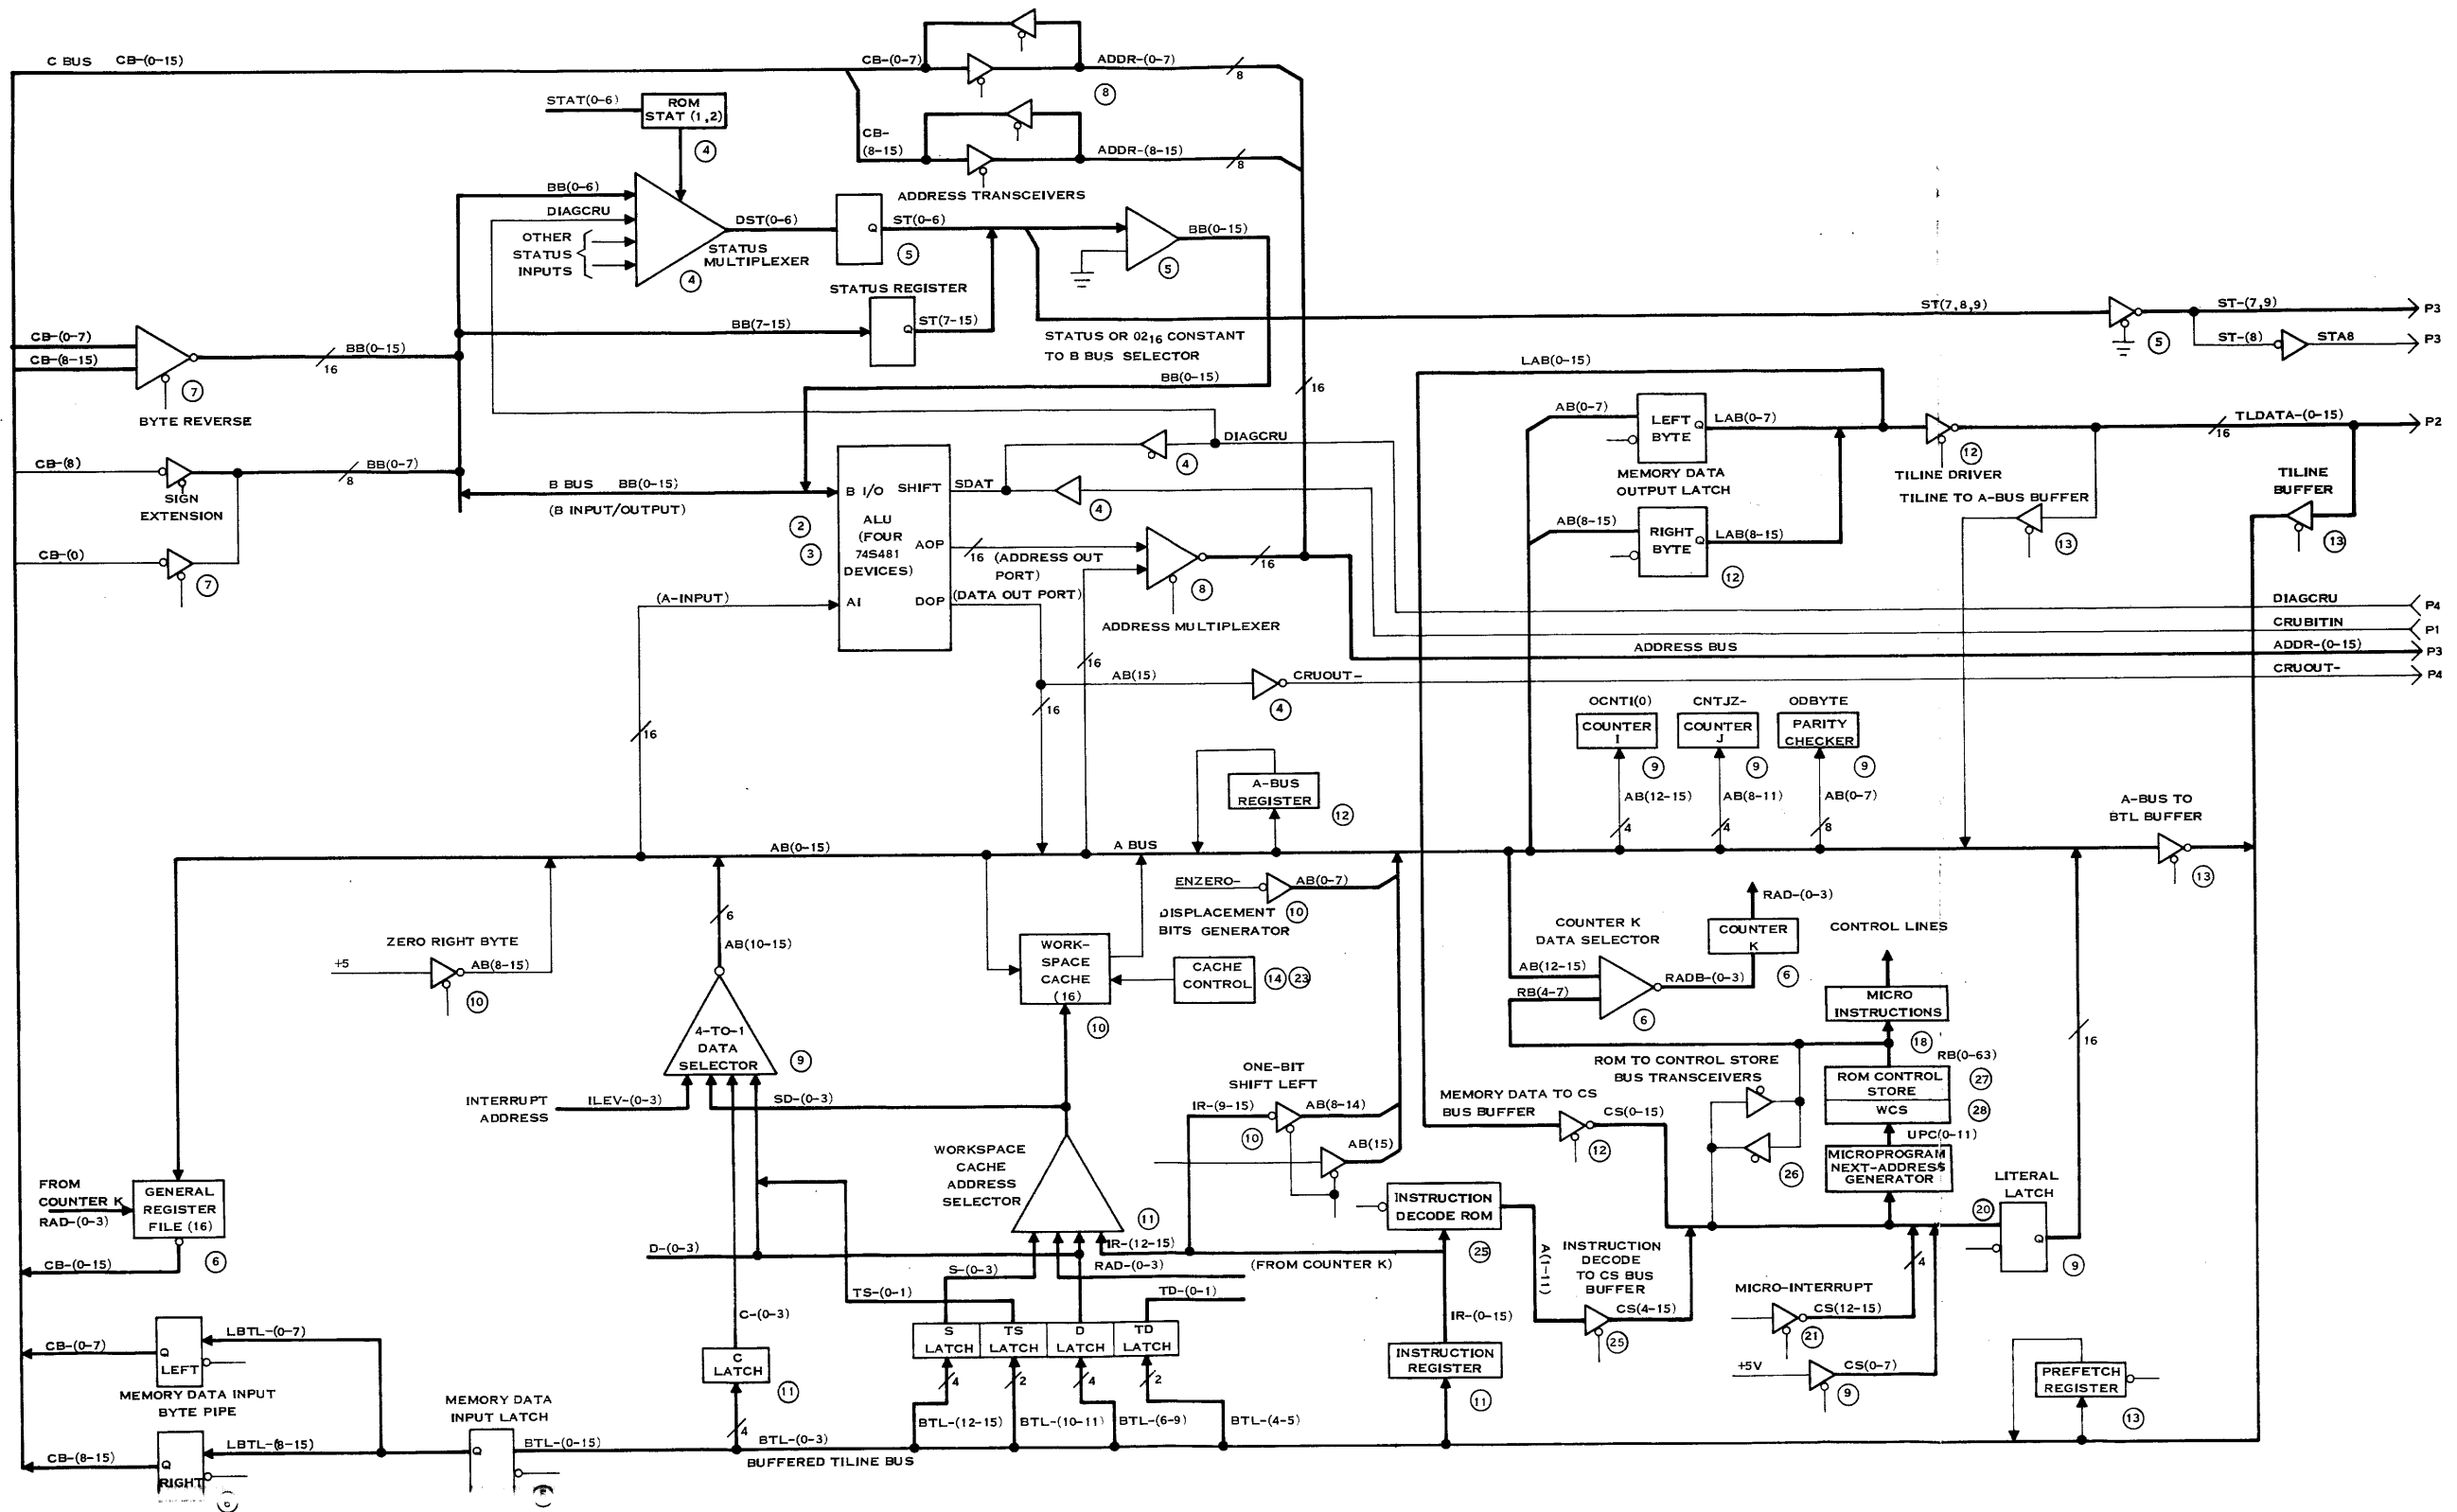 C BUS CB-(0-15)
CB-(0-7)
ADDR-(0-7)
8
8
STAT(0-6)
ROM
STAT (1,2)
4
CB-
(8-15)
ADDR-(8-15)
8
ADDRESS TRANSCEIVERS
BB(0-6)
DIAGCRU
OTHER
STATUS
INPUTS
DST(0-6)
STATUS
MULTIPLEXER
4
Q
ST(0-6)
5
BB(0-15)
5
STATUS REGISTER
BB(7-15)
Q
ST(7-15)
STATUS OR 02₁₆ CONSTANT
TO B BUS SELECTOR
BB(0-15)
ST(7,8,9)
5
ST-(7,9)
P3
ST-(8)
STA8
P3
CB-(0-7)
CB-(8-15)
BB(0-15)
16
7
BYTE REVERSE
16
LAB(0-15)
AB(0-7)
LEFT
BYTE
Q
LAB(0-7)
MEMORY DATA
OUTPUT LATCH
12
TILINE DRIVER
TLDATA-(0-15)
16
P2
TILINE TO A-BUS BUFFER
TILINE
BUFFER
13
13
AB(8-15)
RIGHT
BYTE
Q
LAB(8-15)
12
CB-(8)
SIGN
EXTENSION
BB(0-7)
8
CB-(0)
7
B BUS BB(0-15)
(B INPUT/OUTPUT)
2
3
B I/O SHIFT
ALU
(FOUR
74S481
DEVICES)
AOP
AI
DOP
SDAT
4
DIAGCRU
4
16
(ADDRESS OUT
PORT)
(DATA OUT PORT)
(A-INPUT)
8
16
ADDRESS MULTIPLEXER
DIAGCRU
P4
CRUBITIN
P1
ADDRESS BUS
ADDR-(0-15)
P3
16
AB(15)
CRUOUT-
CRUOUT-
P4
4
16
16
OCNTI(0)
COUNTER
I
9
CNTJZ-
COUNTER
J
9
ODBYTE
PARITY
CHECKER
9
AB(12-15)
4
AB(8-11)
4
AB(0-7)
8
A-BUS
REGISTER
12
A-BUS TO
BTL BUFFER
13
AB(0-15)
A BUS
ENZERO-
AB(0-7)
DISPLACEMENT
BITS GENERATOR
10
6
AB(10-15)
ZERO RIGHT BYTE
+5
AB(8-15)
10
WORK-
SPACE
CACHE
(16)
10
CACHE
CONTROL
14
23
COUNTER K
DATA SELECTOR
AB(12-15)
RB(4-7)
RADB-(0-3)
6
RAD-(0-3)
COUNTER
K
6
CONTROL LINES
MICRO
INSTRUCTIONS
18
RB(0-63)
16
4-TO-1
DATA
SELECTOR
9
INTERRUPT
ADDRESS
ILEV-(0-3)
SD-(0-3)
ONE-BIT
SHIFT LEFT
IR-(9-15)
AB(8-14)
10
AB(15)
MEMORY DATA TO CS
BUS BUFFER
CS(0-15)
12
ROM TO CONTROL STORE
BUS TRANSCEIVERS
26
ROM CONTROL
STORE
27
WCS
28
UPC(0-11)
MICROPROGRAM
NEXT-ADDRESS
GENERATOR
20
LITERAL
LATCH
Q
9
WORKSPACE
CACHE
ADDRESS
SELECTOR
11
FROM
COUNTER K
RAD-(0-3)
GENERAL
REGISTER
FILE (16)
6
CB-(0-15)
INSTRUCTION
DECODE ROM
25
D-(0-3)
IR-(12-15)
S-(0-3)
RAD-(0-3)
(FROM COUNTER K)
A(1-11)
INSTRUCTION
DECODE
TO CS BUS
BUFFER
CS(4-15)
25
MICRO-INTERRUPT
4
CS(12-15)
21
+5V
CS(0-7)
9
TS-(0-1)
TD-(0-1)
C-(0-3)
IR-(0-15)
S
LATCH
TS
LATCH
D
LATCH
TD
LATCH
4
2
4
2
INSTRUCTION
REGISTER
11
PREFETCH
REGISTER
13
CB-(0-7)
Q
LEFT
LBTL-(0-7)
MEMORY DATA INPUT
BYTE PIPE
C
LATCH
11
4
MEMORY DATA
INPUT LATCH
CB-(8-15)
Q
RIGHT
LBTL-(8-15)
6
Q
BTL-(0-15)
BTL-(0-3)
BUFFERED TILINE BUS
BTL-(12-15)
BTL-(10-11)
BTL-(6-9)
BTL-(4-5)